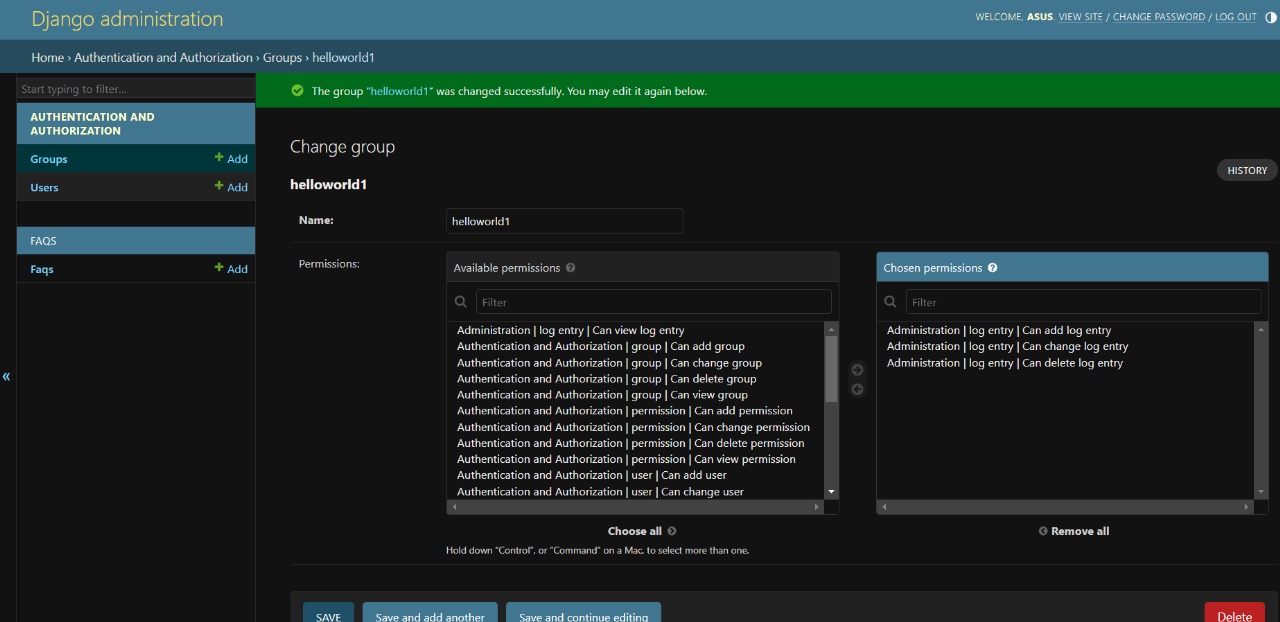 Django administration
WELCOME, ASUS. VIEW SITE / CHANGE PASSWORD / LOG OUT
Home › Authentication and Authorization › Groups › helloworld1
Start typing to filter...
AUTHENTICATION AND
AUTHORIZATION
Groups + Add
Users + Add
FAQS
Faqs + Add
«
The group “helloworld1” was changed successfully. You may edit it again below.
Change group
HISTORY
helloworld1
Name: helloworld1
Permissions:
Available permissions ?
Filter
Administration | log entry | Can view log entry
Authentication and Authorization | group | Can add group
Authentication and Authorization | group | Can change group
Authentication and Authorization | group | Can delete group
Authentication and Authorization | group | Can view group
Authentication and Authorization | permission | Can add permission
Authentication and Authorization | permission | Can change permission
Authentication and Authorization | permission | Can delete permission
Authentication and Authorization | permission | Can view permission
Authentication and Authorization | user | Can add user
Authentication and Authorization | user | Can change user
Choose all
Hold down “Control”, or “Command” on a Mac, to select more than one.
Chosen permissions ?
Filter
Administration | log entry | Can add log entry
Administration | log entry | Can change log entry
Administration | log entry | Can delete log entry
Remove all
SAVE
Save and add another
Save and continue editing
Delete